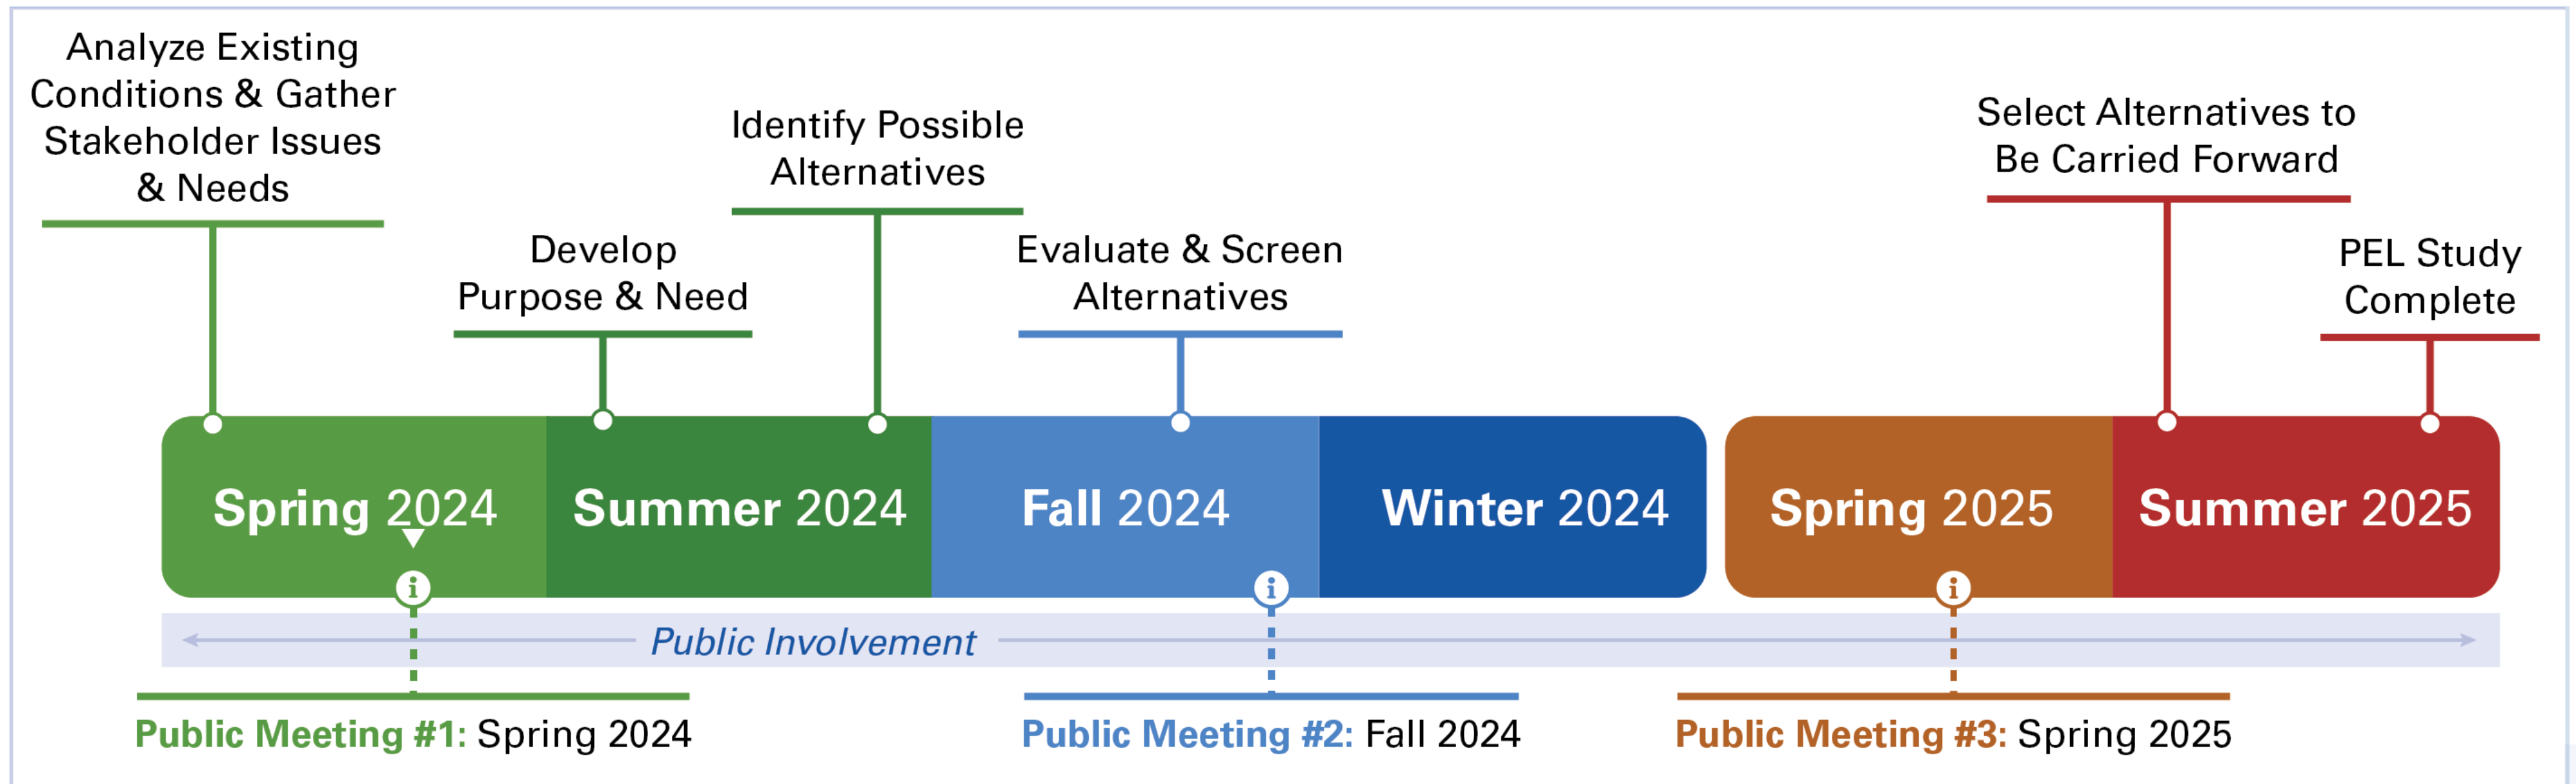 Analyze Existing
Conditions & Gather
Stakeholder Issues
& Needs
Develop
Purpose & Need
Identify Possible
Alternatives
Evaluate & Screen
Alternatives
Select Alternatives to
Be Carried Forward
PEL Study
Complete
Spring 2024
Summer 2024
Fall 2024
Winter 2024
Spring 2025
Summer 2025
i
i
i
Public Involvement
Public Meeting #1: Spring 2024
Public Meeting #2: Fall 2024
Public Meeting #3: Spring 2025